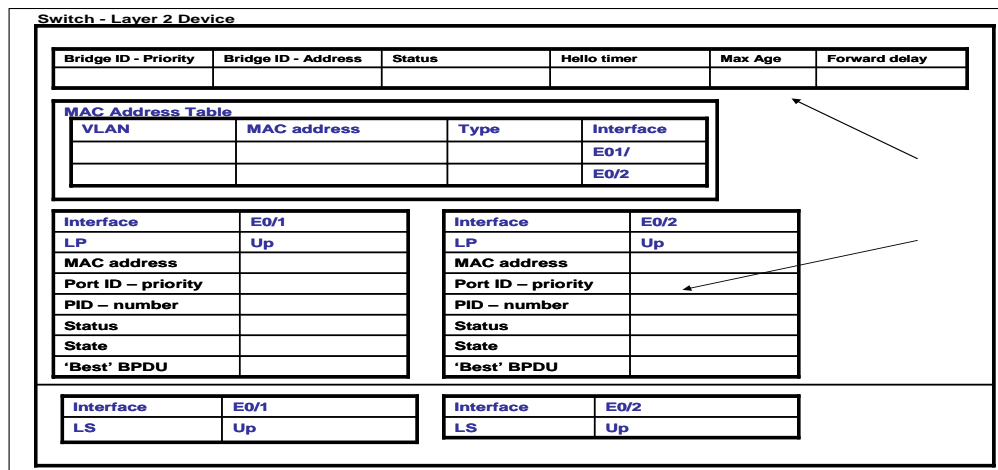 Switch - Layer 2 Device
Bridge ID - Priority Bridge ID - Address Status Hello timer Max Age Forward delay
MAC Address Table
VLAN MAC address Type Interface
E01/
E0/2
Interface E0/1
LP Up
MAC address
Port ID – priority
PID – number
Status
State
‘Best’ BPDU
Interface E0/2
LP Up
MAC address
Port ID – priority
PID – number
Status
State
‘Best’ BPDU
Interface E0/1
LS Up
Interface E0/2
LS Up